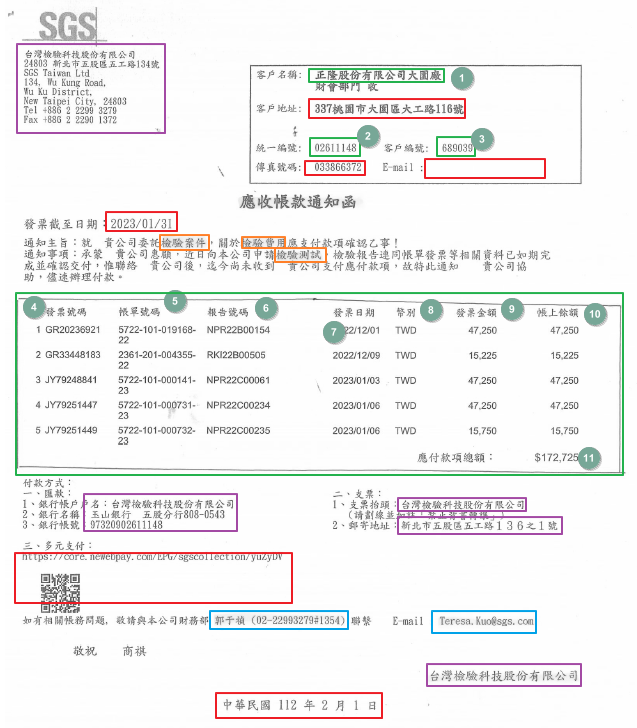 SGS
台灣檢驗科技股份有限公司
24803 新北市五股區五工路134號
SGS Taiwan Ltd
134, Wu Kung Road,
Wu Ku District,
New Taipei City, 24803
Tel +886 2 2299 3279
Fax +886 2 2290 1372
客戶名稱: 正隆股份有限公司大園廠 1
財會部門 收
客戶地址: 337桃園市大園區大工路116號
2 3
統一編號: 02611148 客戶編號: 689039
傳真號碼: 033866372 E-mail :
應收帳款通知函
發票截至日期：2023/01/31
通知主旨：就 貴公司委託檢驗案件，關於檢驗費用應支付款項確認乙事！
通知事項：承蒙 貴公司惠顧，近日向本公司申請檢驗測試，檢驗報告連同帳單發票等相關資料已如期完
成並確認交付，惟聯絡 貴公司後，迄今尚未收到 貴公司支付應付款項，故特此通知 貴公司協
助，儘速辦理付款。
4 發票號碼 5 帳單號碼 6 報告號碼 發票日期 8 幣別 9 發票金額 10 帳上餘額
1 GR20236921 5722-101-019168-22 NPR22B00154 7 2022/12/01 TWD 47,250 47,250
2 GR33448183 2361-201-004355-22 RKI22B00505 2022/12/09 TWD 15,225 15,225
3 JY79248841 5722-101-000141-23 NPR22C00061 2023/01/03 TWD 47,250 47,250
4 JY79251447 5722-101-000731-23 NPR22C00234 2023/01/06 TWD 47,250 47,250
5 JY79251449 5722-101-000732-23 NPR22C00235 2023/01/06 TWD 15,750 15,750
應付款項總額： $172,725 11
付款方式：
一、匯款：
1、銀行帳戶戶名：台灣檢驗科技股份有限公司
2、銀行名稱：玉山銀行 五股分行808-0543
3、銀行帳號：97320902611148
二、支票：
1、支票抬頭：台灣檢驗科技股份有限公司
2、郵寄地址：新北市五股區五工路１３６之１號
三、多元支付：
https://core.newebpay.com/EPG/sgscollection/yuZyDV
如有相關帳務問題, 敬請與本公司財務部 郭千禎 (02-22993279#1354) 聯繫 E-mail Teresa.Kuo@sgs.com
敬祝 商祺
台灣檢驗科技股份有限公司
中華民國 112 年 2 月 1 日